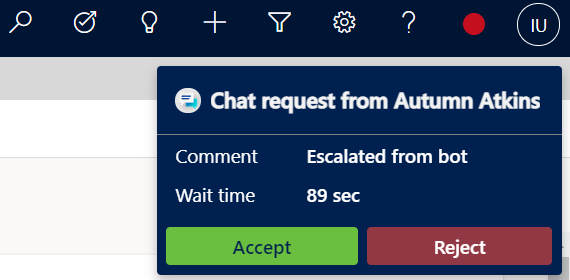 IU
Chat request from Autumn Atkins
Comment Escalated from bot
Wait time 89 sec
Accept Reject